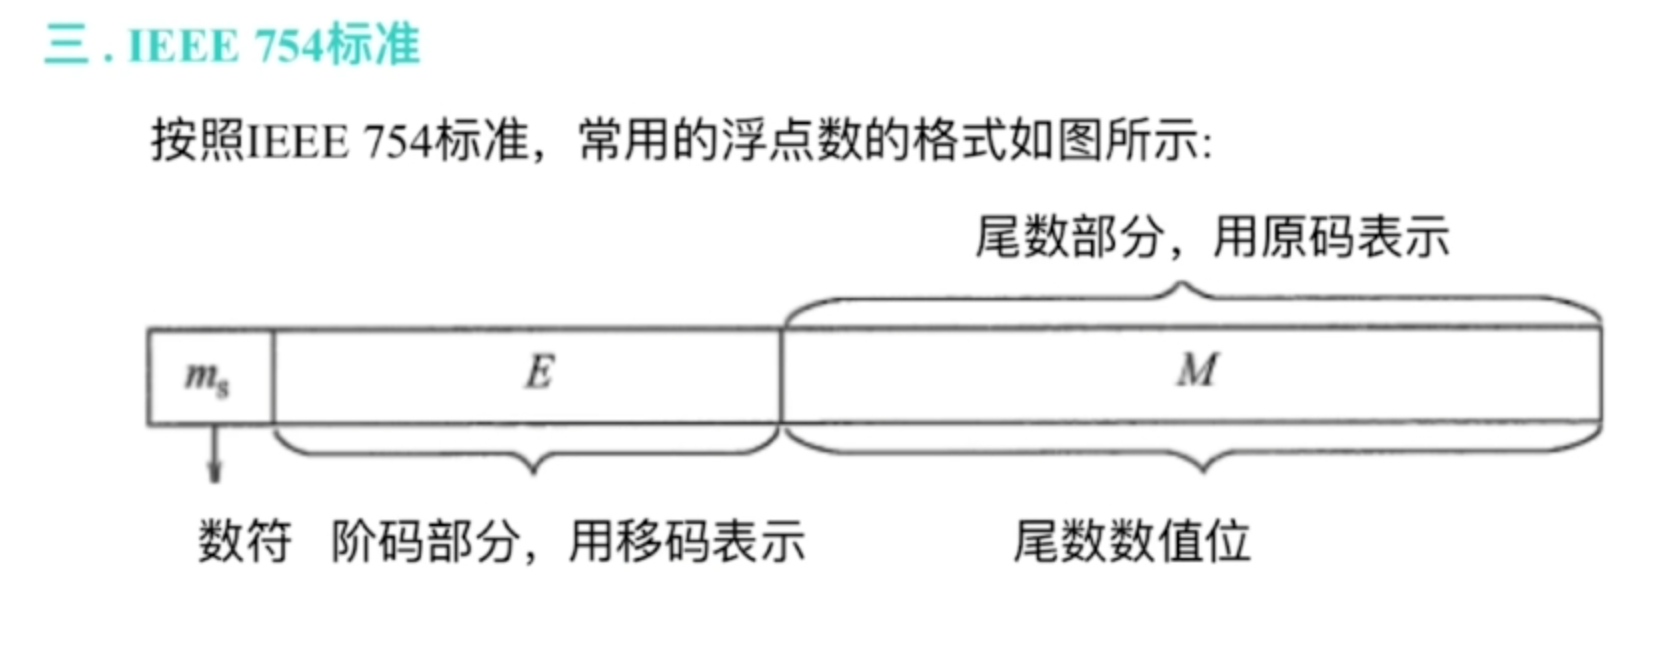 三 . IEEE 754标准
按照IEEE 754标准，常用的浮点数的格式如图所示:
尾数部分，用原码表示
mₛ E M
数符 阶码部分，用移码表示 尾数数值位